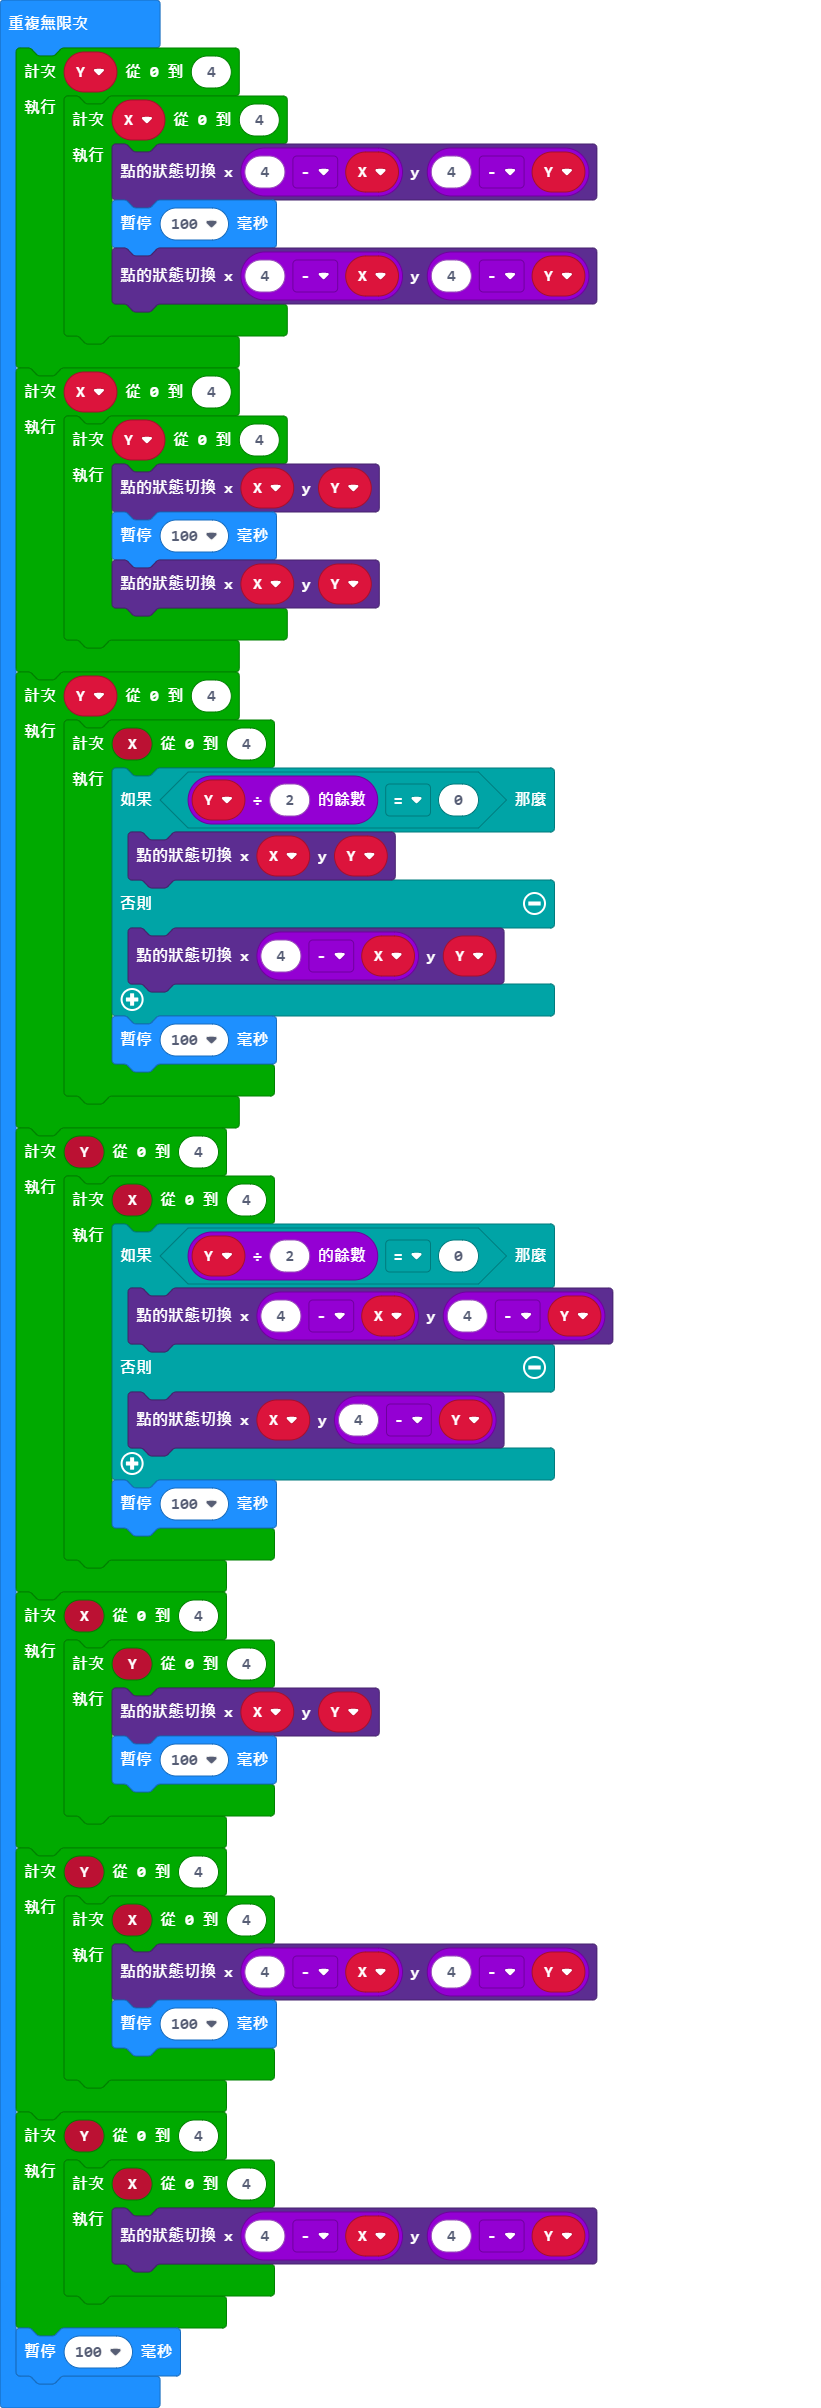 重複無限次
計次 Y 從 0 到 4
執行
計次 X 從 0 到 4
執行
點的狀態切換 x 4 - X y 4 - Y
暫停 100 毫秒
點的狀態切換 x 4 - X y 4 - Y
計次 X 從 0 到 4
執行
計次 Y 從 0 到 4
執行
點的狀態切換 x X y Y
暫停 100 毫秒
點的狀態切換 x X y Y
計次 Y 從 0 到 4
執行
計次 X 從 0 到 4
執行
如果 Y ÷ 2 的餘數 = 0 那麼
點的狀態切換 x X y Y
否則
點的狀態切換 x 4 - X y Y
暫停 100 毫秒
計次 Y 從 0 到 4
執行
計次 X 從 0 到 4
執行
如果 Y ÷ 2 的餘數 = 0 那麼
點的狀態切換 x 4 - X y 4 - Y
否則
點的狀態切換 x X y 4 - Y
暫停 100 毫秒
計次 X 從 0 到 4
執行
計次 Y 從 0 到 4
執行
點的狀態切換 x X y Y
暫停 100 毫秒
計次 Y 從 0 到 4
執行
計次 X 從 0 到 4
執行
點的狀態切換 x 4 - X y 4 - Y
暫停 100 毫秒
計次 Y 從 0 到 4
執行
計次 X 從 0 到 4
執行
點的狀態切換 x 4 - X y 4 - Y
暫停 100 毫秒